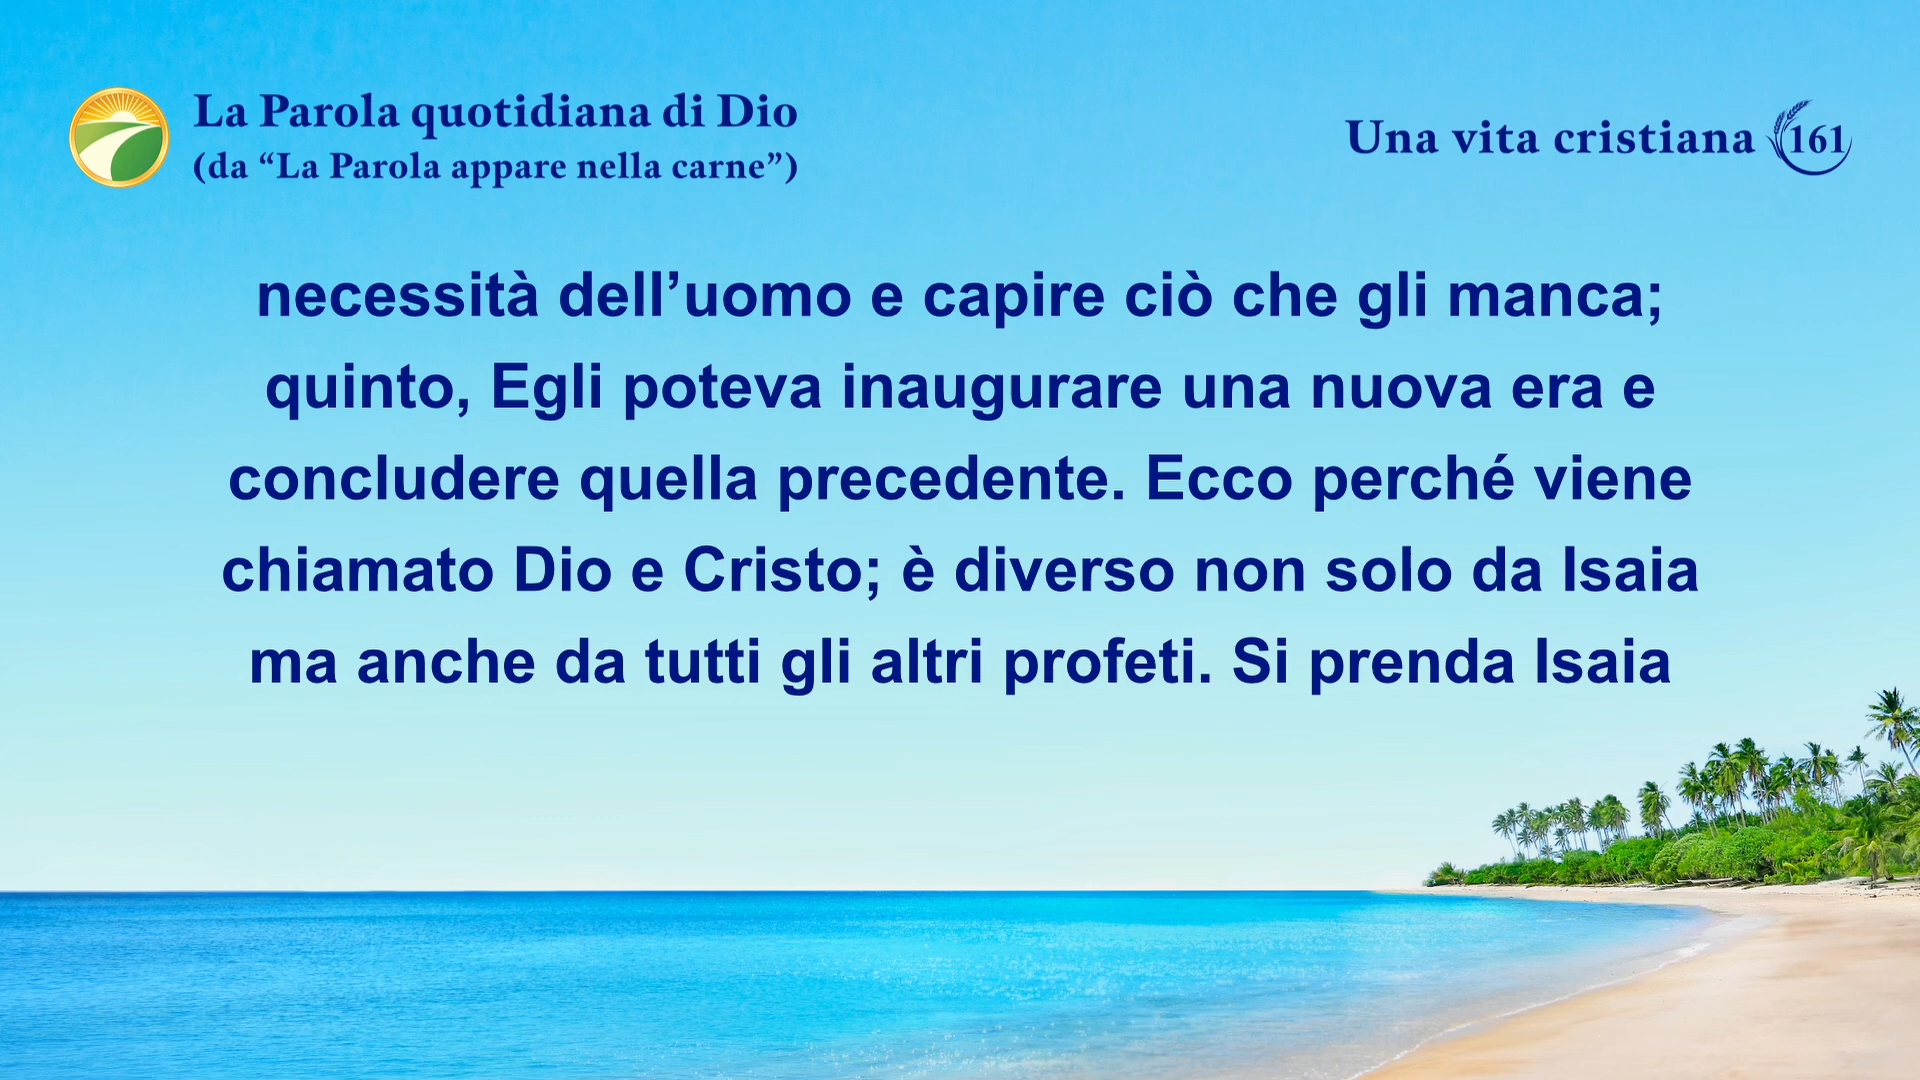 La Parola quotidiana di Dio
(da “La Parola appare nella carne”)
Una vita cristiana 161
necessità dell’uomo e capire ciò che gli manca;
quinto, Egli poteva inaugurare una nuova era e
concludere quella precedente. Ecco perché viene
chiamato Dio e Cristo; è diverso non solo da Isaia
ma anche da tutti gli altri profeti. Si prenda Isaia